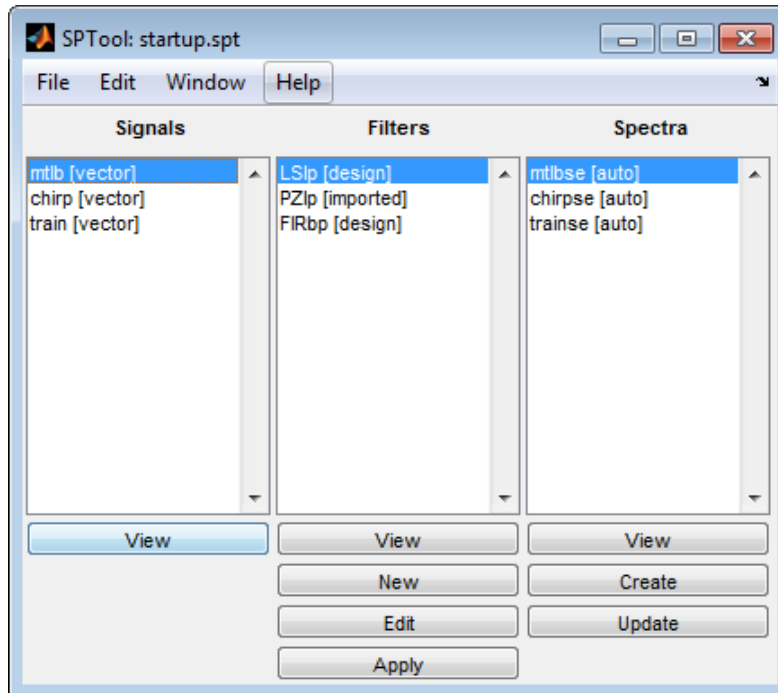 SPTool: startup.spt
File Edit Window Help
Signals Filters Spectra
mtlb [vector] LSlp [design] mtlbse [auto]
chirp [vector] PZlp [imported] chirpse [auto]
train [vector] FIRbp [design] trainse [auto]
View View View
New Create
Edit Update
Apply